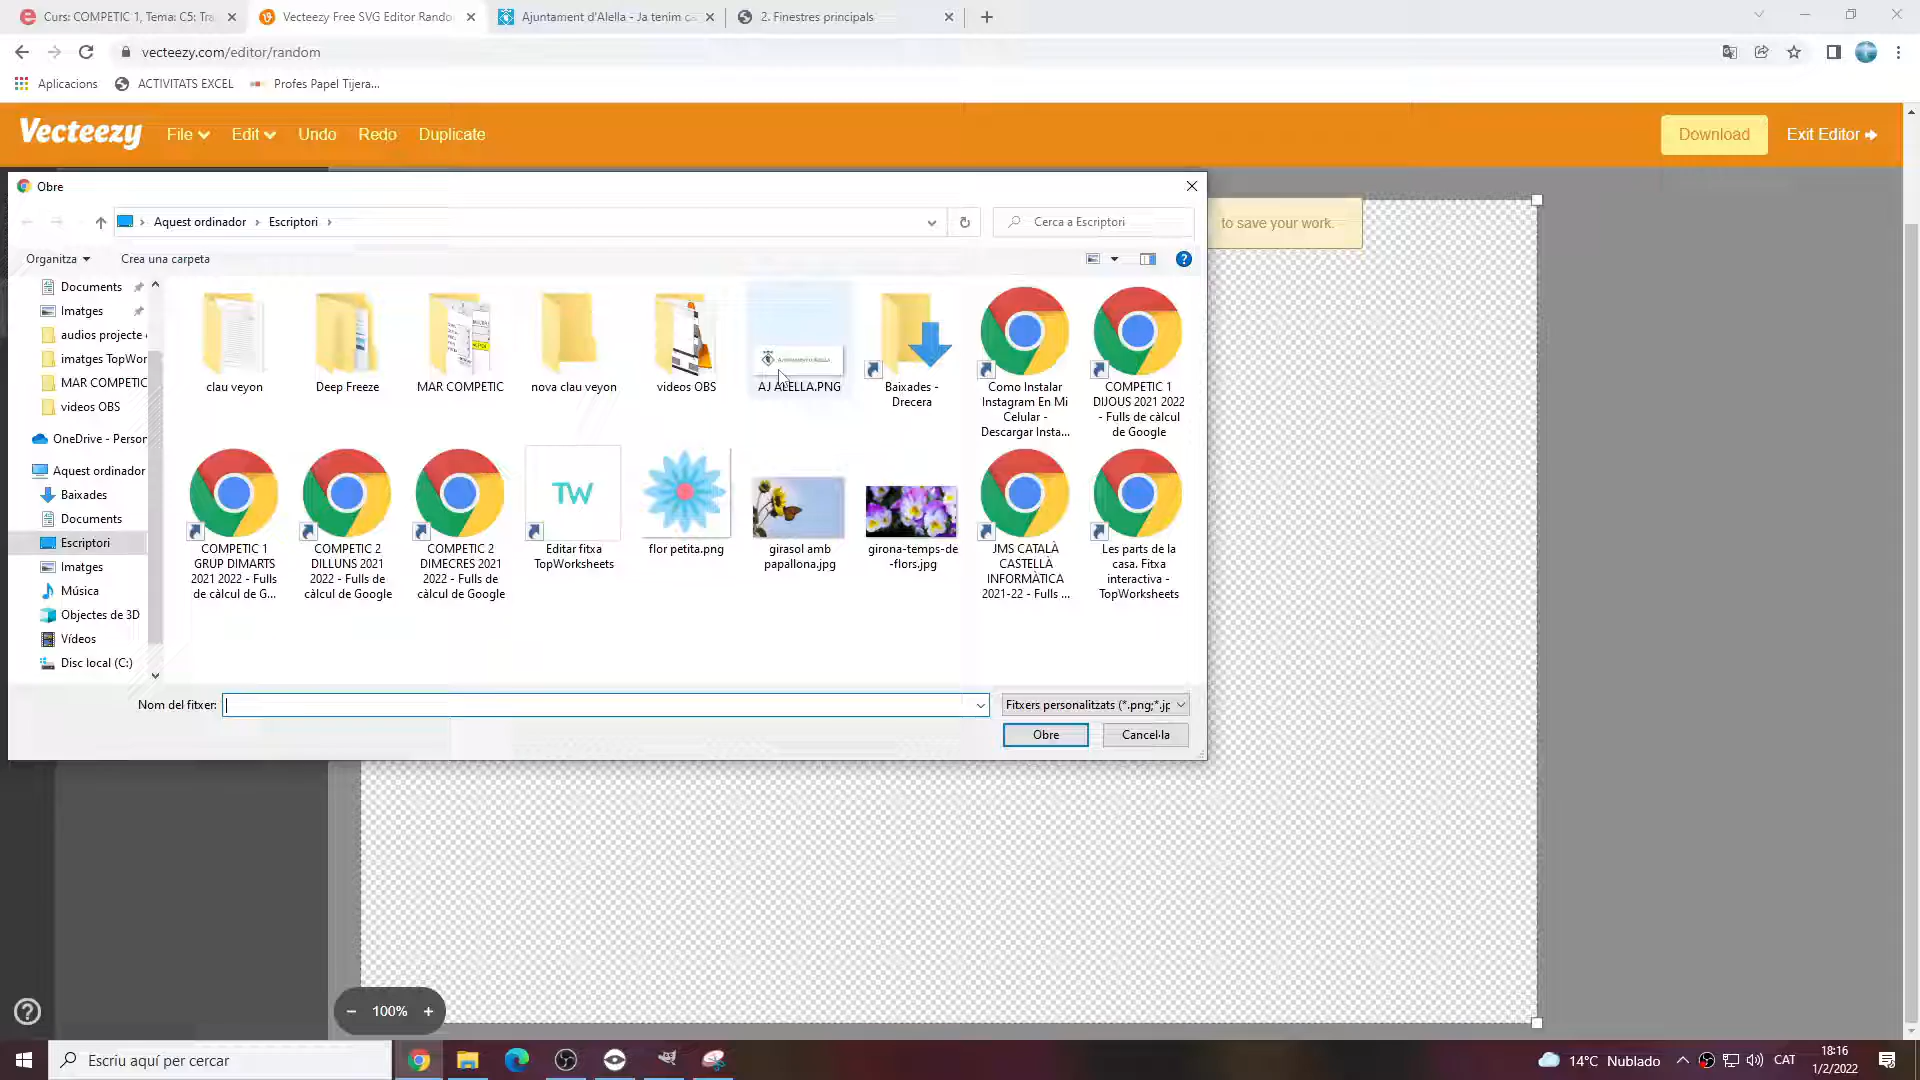 Curs: COMPETIC 1, Tema: C5: Tra
Vecteezy Free SVG Editor Rando
Ajuntament d'Alella - Ja tenim ca
2. Finestres principals
vecteezy.com/editor/random
Aplicacions
ACTIVITATS EXCEL
Profes Papel Tijera...
Vecteezy
File
Edit
Undo
Redo
Duplicate
Download
Exit Editor
Obre
Aquest ordinador
Escriptori
Cerca a Escriptori
to save your work.
Organitza
Crea una carpeta
Documents
Imatges
audios projecte
imatges TopWor
MAR COMPETIC
videos OBS
OneDrive - Person
Aquest ordinador
Baixades
Documents
Escriptori
Imatges
Música
Objectes de 3D
Vídeos
Disc local (C:)
clau veyon
Deep Freeze
MAR COMPETIC
nova clau veyon
videos OBS
AJ ALELLA.PNG
Baixades -
Drecera
Como Instalar
Instagram En Mi
Celular -
Descargar Insta...
COMPETIC 1
DIJOUS 2021 2022
- Fulls de càlcul
de Google
COMPETIC 1
GRUP DIMARTS
2021 2022 - Fulls
de càlcul de G...
COMPETIC 2
DILLUNS 2021
2022 - Fulls de
càlcul de Google
COMPETIC 2
DIMECRES 2021
2022 - Fulls de
càlcul de Google
TW
Editar fitxa
TopWorksheets
flor petita.png
girasol amb
papallona.jpg
girona-temps-de
-flors.jpg
JMS CATALÀ
CASTELLÀ
INFORMÀTICA
2021-22 - Fulls ...
Les parts de la
casa. Fitxa
interactiva -
TopWorksheets
Nom del fitxer:
Fitxers personalitzats (*.png;*.jp
Obre
Cancel·la
100%
Escriu aquí per cercar
14°C Nublado
CAT
18:16
1/2/2022